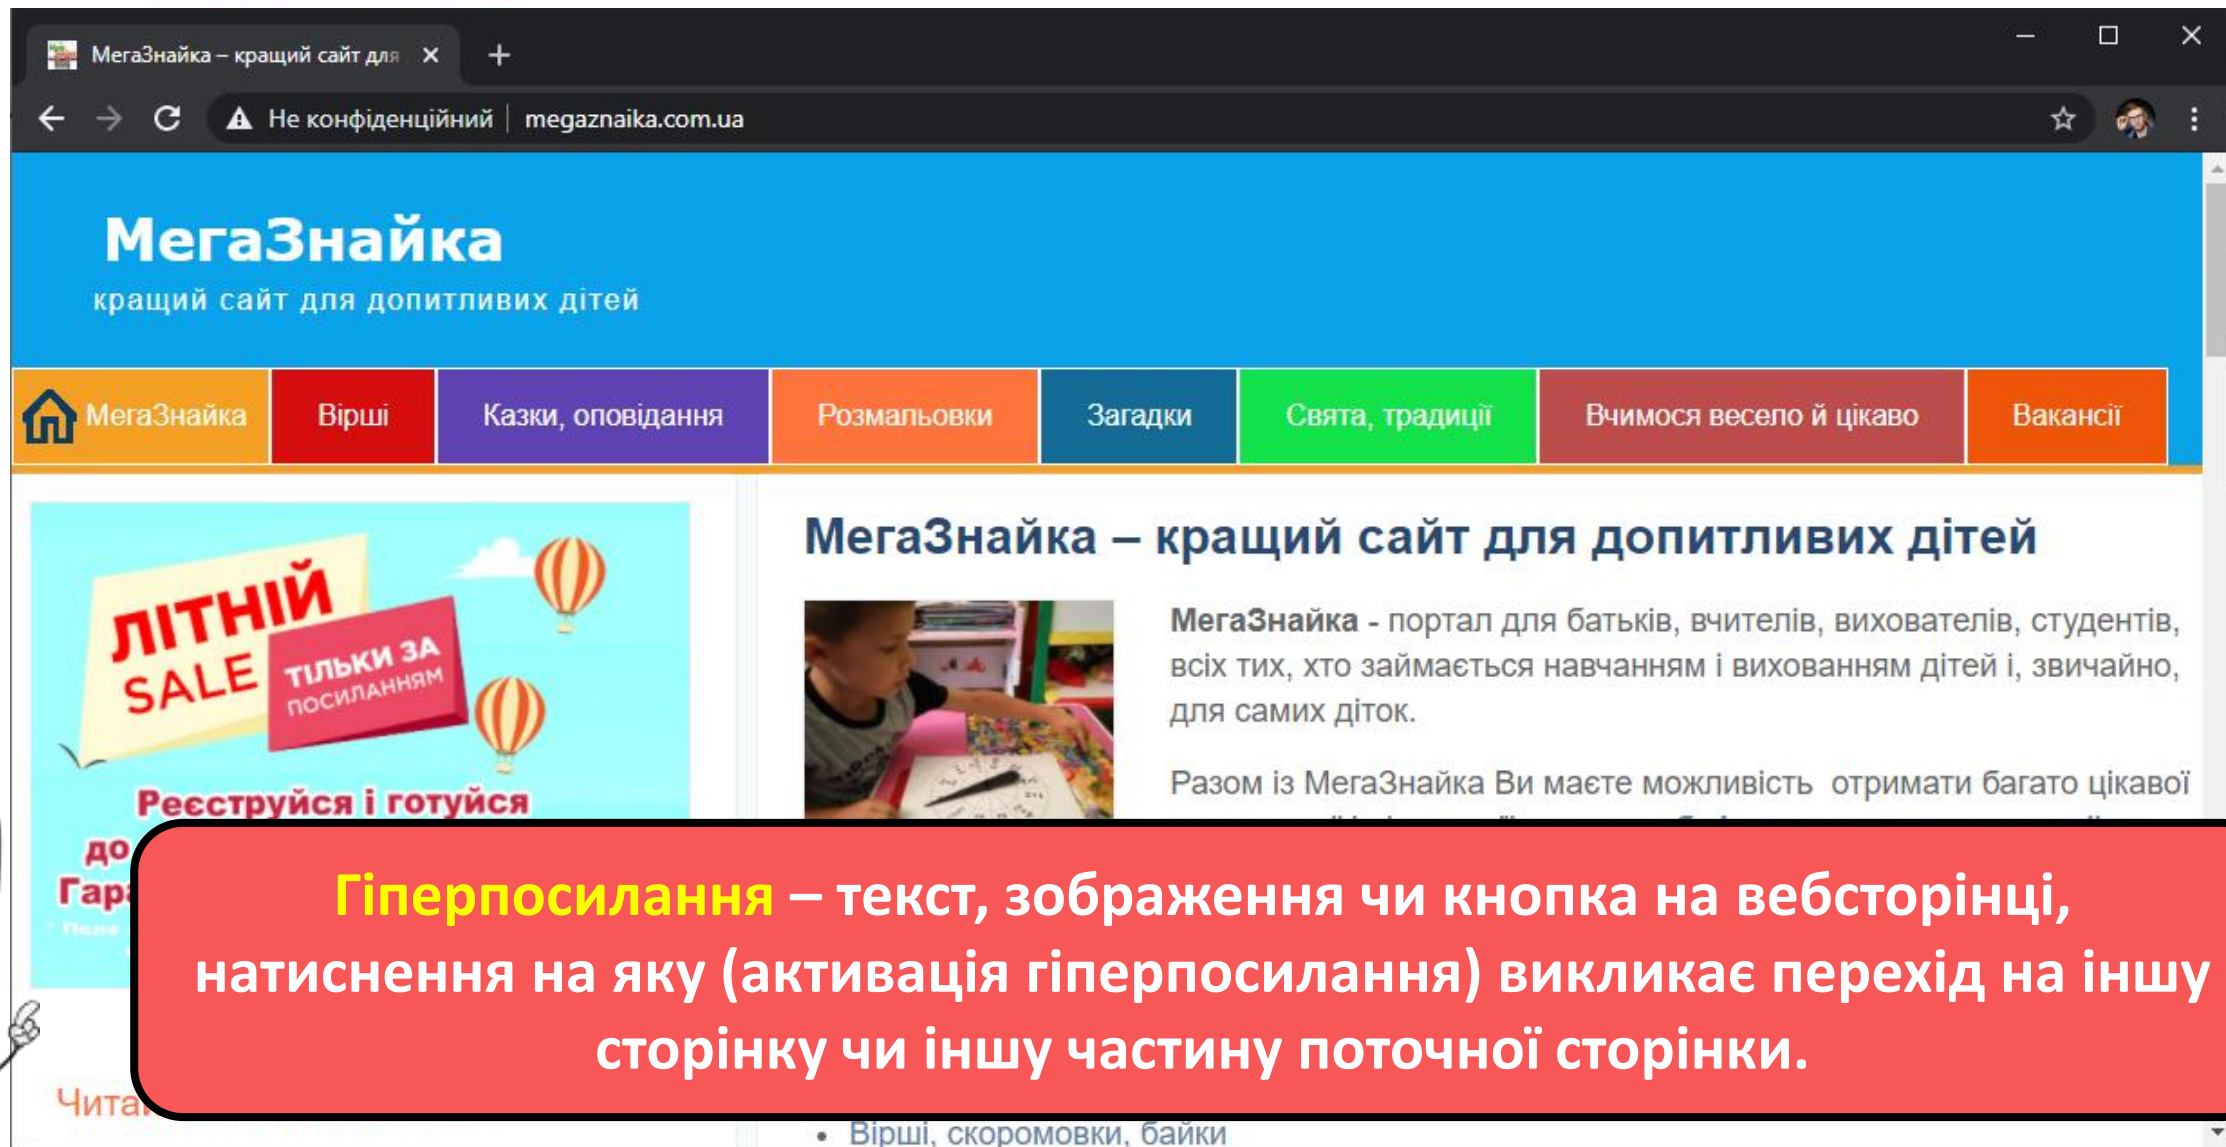 МегаЗнайка – кращий сайт для
Не конфіденційний | megaznaika.com.ua
МегаЗнайка
кращий сайт для допитливих дітей
МегаЗнайка Вірші Казки, оповідання Розмальовки Загадки Свята, традиції Вчимося весело й цікаво Вакансії
ЛІТНІЙ
SALE
ТІЛЬКИ ЗА
ПОСИЛАННЯМ
Реєструйся і готуйся
до
МегаЗнайка – кращий сайт для допитливих дітей
МегаЗнайка - портал для батьків, вчителів, вихователів, студентів,
всіх тих, хто займається навчанням і вихованням дітей і, звичайно,
для самих діток.
Разом із МегаЗнайка Ви маєте можливість отримати багато цікавої
Гіперпосилання – текст, зображення чи кнопка на вебсторінці,
натиснення на яку (активація гіперпосилання) викликає перехід на іншу
сторінку чи іншу частину поточної сторінки.
• Вірші, скоромовки, байки